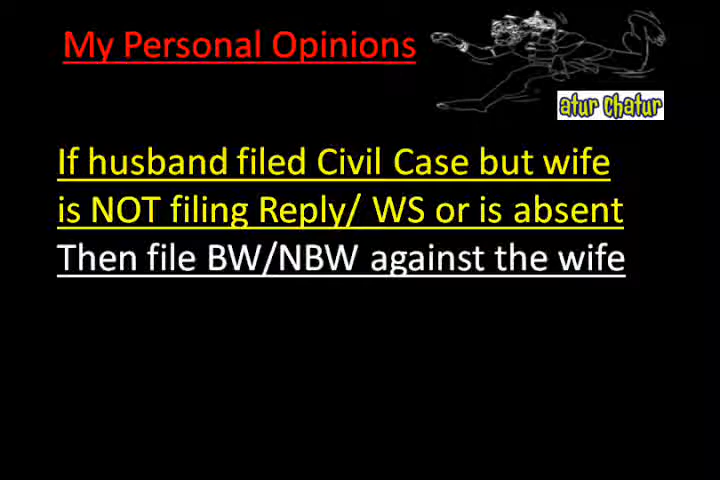 My Personal Opinions
atur chatur
If husband filed Civil Case but wife
is NOT filing Reply/ WS or is absent
Then file BW/NBW against the wife